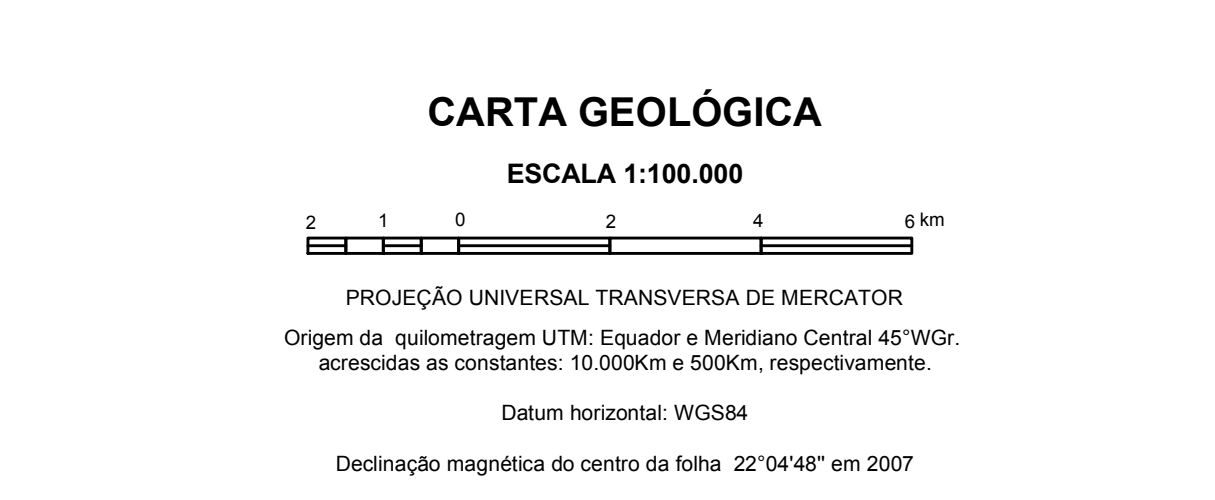 CARTA GEOLÓGICA
ESCALA 1:100.000
2 1 0 2 4 6 km
PROJEÇÃO UNIVERSAL TRANSVERSA DE MERCATOR
Origem da quilometragem UTM: Equador e Meridiano Central 45°WGr.
acrescidas as constantes: 10.000Km e 500Km, respectivamente.
Datum horizontal: WGS84
Declinação magnética do centro da folha 22°04'48" em 2007